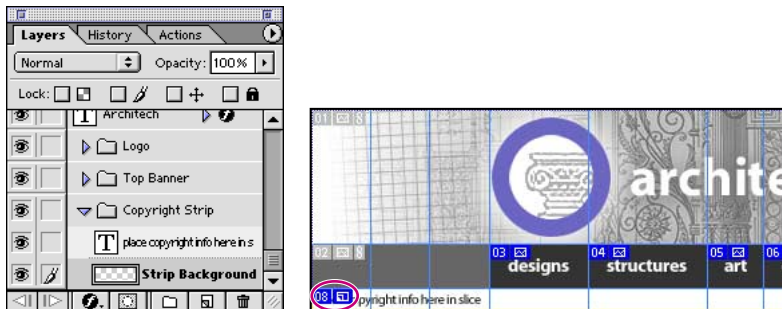 Layers History Actions
Normal Opacity: 100%
Lock:
T Architech
Logo
Top Banner
Copyright Strip
T place copyright info here in s
Strip Background
01
archite
02 03 04 05 06
designs structures art
08 pyright info here in slice